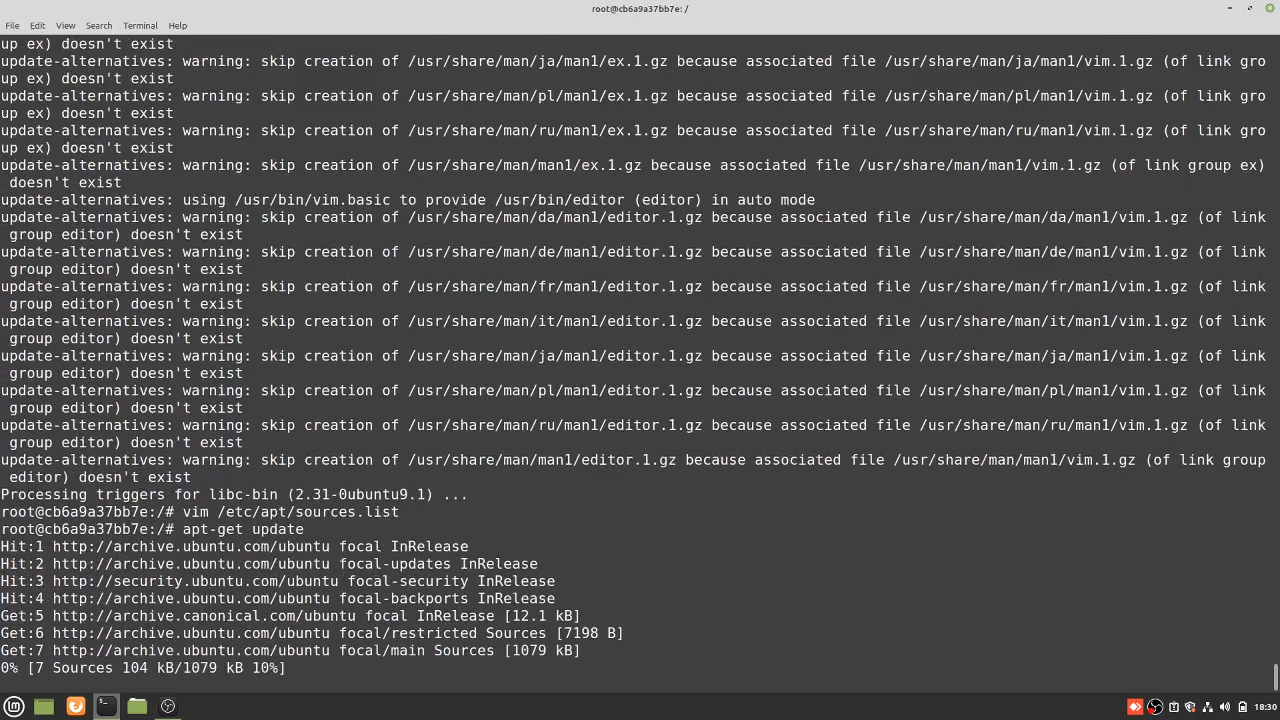 root@cb6a9a37bb7e: /
File Edit View Search Terminal Help
up ex) doesn't exist
update-alternatives: warning: skip creation of /usr/share/man/ja/man1/ex.1.gz because associated file /usr/share/man/ja/man1/vim.1.gz (of link gro
up ex) doesn't exist
update-alternatives: warning: skip creation of /usr/share/man/pl/man1/ex.1.gz because associated file /usr/share/man/pl/man1/vim.1.gz (of link gro
up ex) doesn't exist
update-alternatives: warning: skip creation of /usr/share/man/ru/man1/ex.1.gz because associated file /usr/share/man/ru/man1/vim.1.gz (of link gro
up ex) doesn't exist
update-alternatives: warning: skip creation of /usr/share/man/man1/ex.1.gz because associated file /usr/share/man/man1/vim.1.gz (of link group ex)
doesn't exist
update-alternatives: using /usr/bin/vim.basic to provide /usr/bin/editor (editor) in auto mode
update-alternatives: warning: skip creation of /usr/share/man/da/man1/editor.1.gz because associated file /usr/share/man/da/man1/vim.1.gz (of link
group editor) doesn't exist
update-alternatives: warning: skip creation of /usr/share/man/de/man1/editor.1.gz because associated file /usr/share/man/de/man1/vim.1.gz (of link
group editor) doesn't exist
update-alternatives: warning: skip creation of /usr/share/man/fr/man1/editor.1.gz because associated file /usr/share/man/fr/man1/vim.1.gz (of link
group editor) doesn't exist
update-alternatives: warning: skip creation of /usr/share/man/it/man1/editor.1.gz because associated file /usr/share/man/it/man1/vim.1.gz (of link
group editor) doesn't exist
update-alternatives: warning: skip creation of /usr/share/man/ja/man1/editor.1.gz because associated file /usr/share/man/ja/man1/vim.1.gz (of link
group editor) doesn't exist
update-alternatives: warning: skip creation of /usr/share/man/pl/man1/editor.1.gz because associated file /usr/share/man/pl/man1/vim.1.gz (of link
group editor) doesn't exist
update-alternatives: warning: skip creation of /usr/share/man/ru/man1/editor.1.gz because associated file /usr/share/man/ru/man1/vim.1.gz (of link
group editor) doesn't exist
update-alternatives: warning: skip creation of /usr/share/man/man1/editor.1.gz because associated file /usr/share/man/man1/vim.1.gz (of link group
editor) doesn't exist
Processing triggers for libc-bin (2.31-0ubuntu9.1) ...
root@cb6a9a37bb7e:/# vim /etc/apt/sources.list
root@cb6a9a37bb7e:/# apt-get update
Hit:1 http://archive.ubuntu.com/ubuntu focal InRelease
Hit:2 http://archive.ubuntu.com/ubuntu focal-updates InRelease
Hit:3 http://security.ubuntu.com/ubuntu focal-security InRelease
Hit:4 http://archive.ubuntu.com/ubuntu focal-backports InRelease
Get:5 http://archive.canonical.com/ubuntu focal InRelease [12.1 kB]
Get:6 http://archive.ubuntu.com/ubuntu focal/restricted Sources [7198 B]
Get:7 http://archive.ubuntu.com/ubuntu focal/main Sources [1079 kB]
0% [7 Sources 104 kB/1079 kB 10%]
18:30